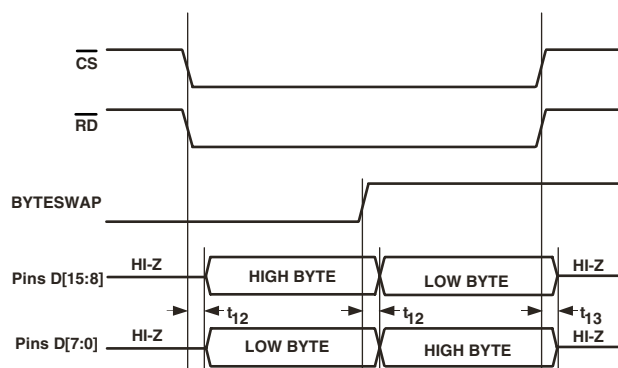 CS
RD
BYTESWAP
Pins D[15:8] HI-Z HIGH BYTE LOW BYTE HI-Z
t12 t12 t13
Pins D[7:0] HI-Z LOW BYTE HIGH BYTE HI-Z